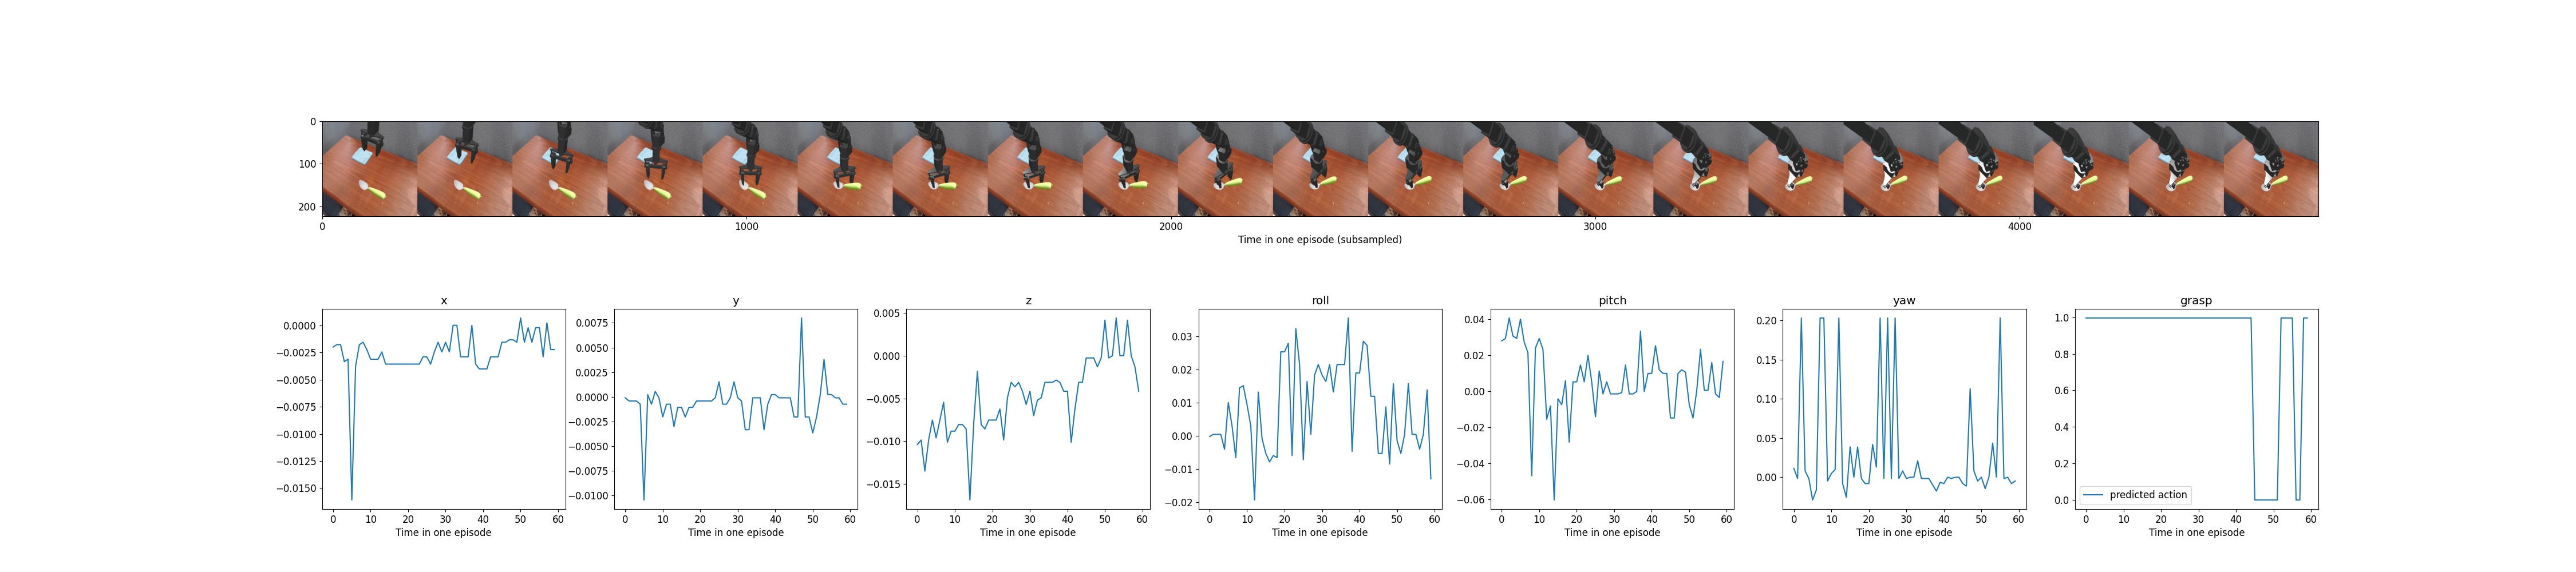 0
100
200
0 1000 2000 3000 4000
Time in one episode (subsampled)
x y z roll pitch yaw grasp
0.0000
−0.0025
−0.0050
−0.0075
−0.0100
−0.0125
−0.0150
0 10 20 30 40 50 60
Time in one episode
0.0075
0.0050
0.0025
0.0000
−0.0025
−0.0050
−0.0075
−0.0100
0 10 20 30 40 50 60
Time in one episode
0.005
0.000
−0.005
−0.010
−0.015
0 10 20 30 40 50 60
Time in one episode
0.03
0.02
0.01
0.00
−0.01
−0.02
0 10 20 30 40 50 60
Time in one episode
0.04
0.02
0.00
−0.02
−0.04
−0.06
0 10 20 30 40 50 60
Time in one episode
0.20
0.15
0.10
0.05
0.00
0 10 20 30 40 50 60
Time in one episode
1.0
0.8
0.6
0.4
0.2
0.0
predicted action
0 10 20 30 40 50 60
Time in one episode